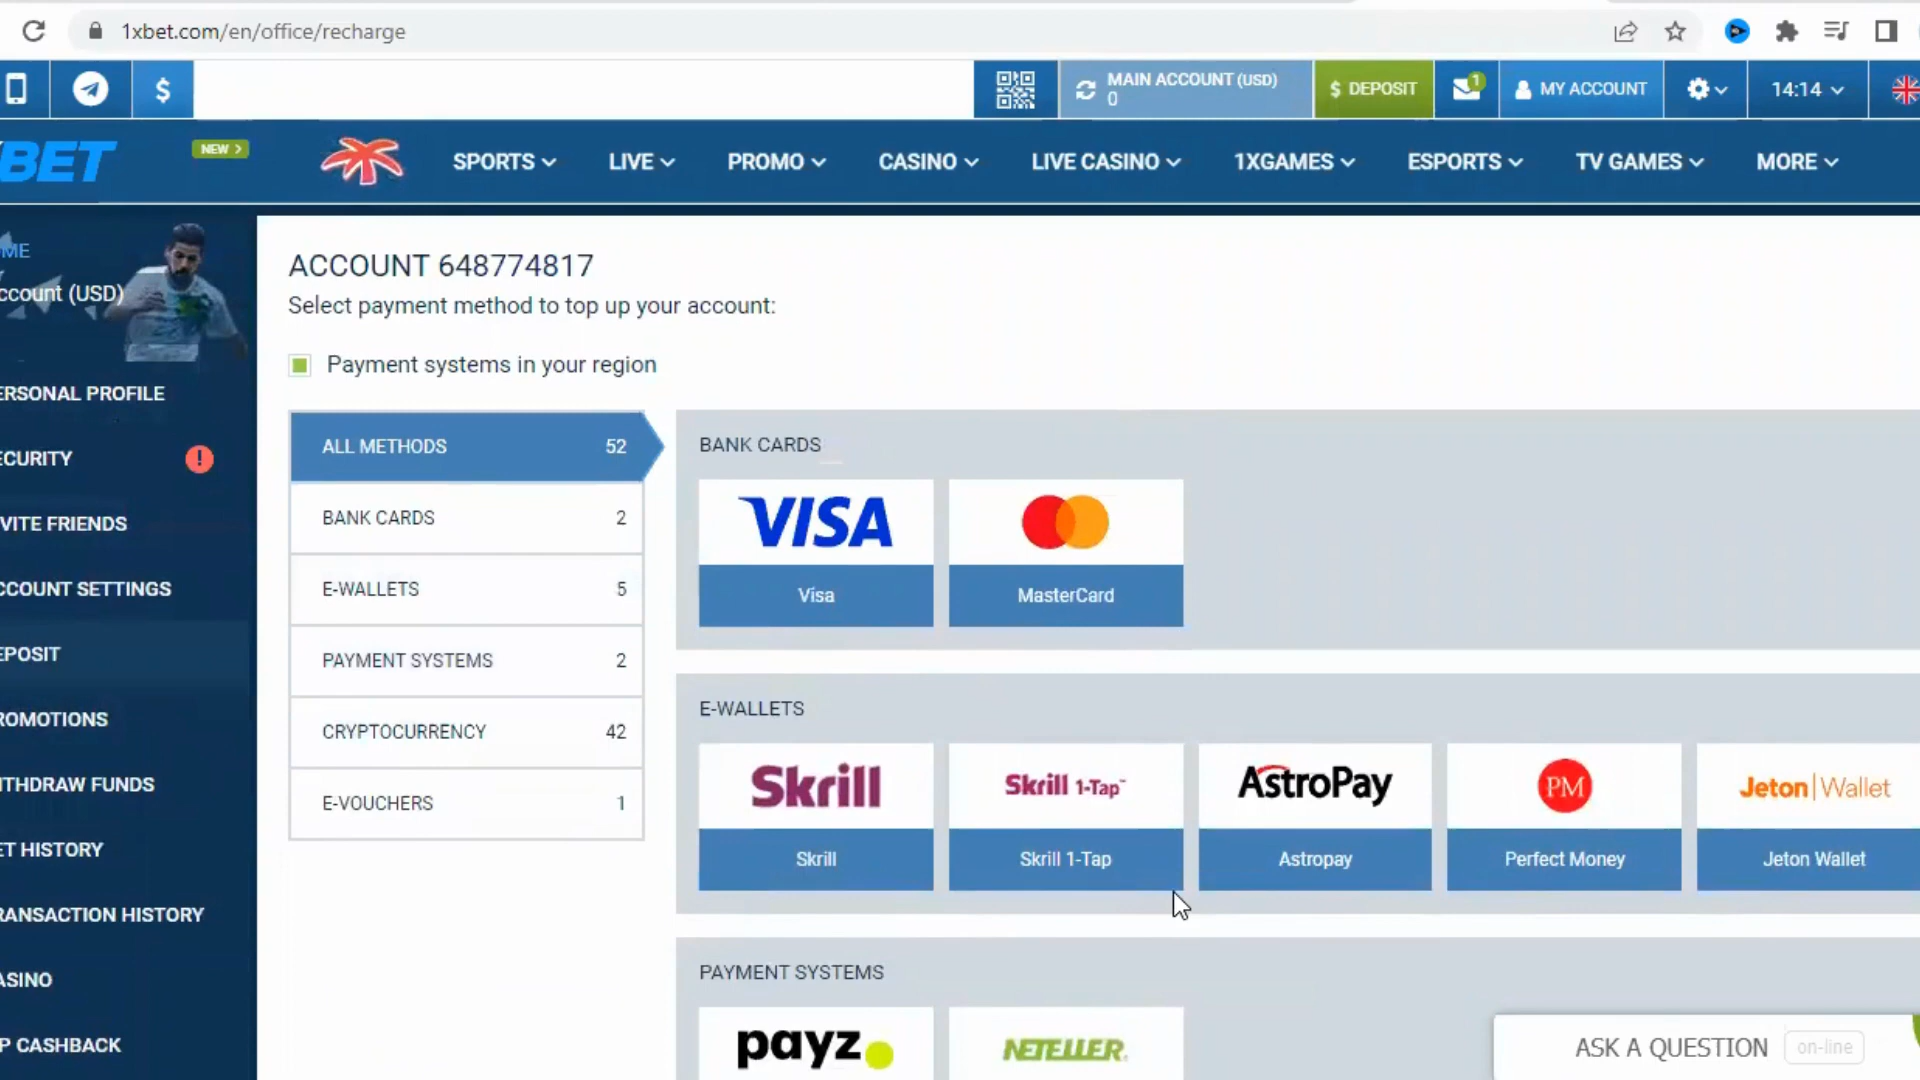 1xbet.com/en/office/recharge
$
MAIN ACCOUNT (USD)
0
$ DEPOSIT
1
MY ACCOUNT
14:14
BET
NEW >
SPORTS
LIVE
PROMO
CASINO
LIVE CASINO
1XGAMES
ESPORTS
TV GAMES
MORE
ME
ccount (USD)
ERSONAL PROFILE
ECURITY
!
NVITE FRIENDS
CCOUNT SETTINGS
EPOSIT
ROMOTIONS
ITHDRAW FUNDS
ET HISTORY
RANSACTION HISTORY
ASINO
P CASHBACK
ACCOUNT 648774817
Select payment method to top up your account:
Payment systems in your region
ALL METHODS 52
BANK CARDS 2
E-WALLETS 5
PAYMENT SYSTEMS 2
CRYPTOCURRENCY 42
E-VOUCHERS 1
BANK CARDS
VISA
Visa
MasterCard
E-WALLETS
Skrill
Skrill 1-Tap™
AstroPay
PM
Jeton|Wallet
Skrill
Skrill 1-Tap
Astropay
Perfect Money
Jeton Wallet
PAYMENT SYSTEMS
payz
NETELLER
ASK A QUESTION on-line